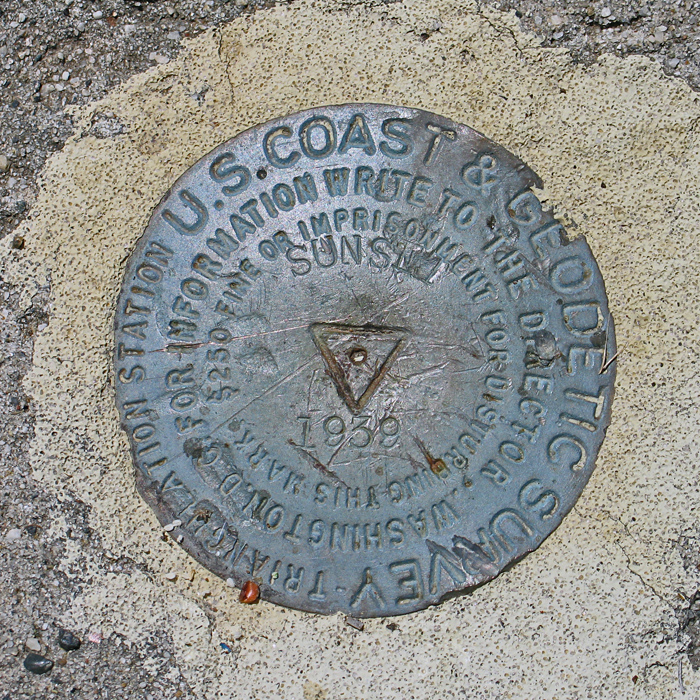 U.S. COAST & GEODETIC SURVEY
TRIANGULATION STATION
FOR INFORMATION WRITE TO THE DIRECTOR
WASHINGTON, D.C.
$250 FINE OR IMPRISONMENT FOR DISTURBING THIS MARK.
SUNSET
1939